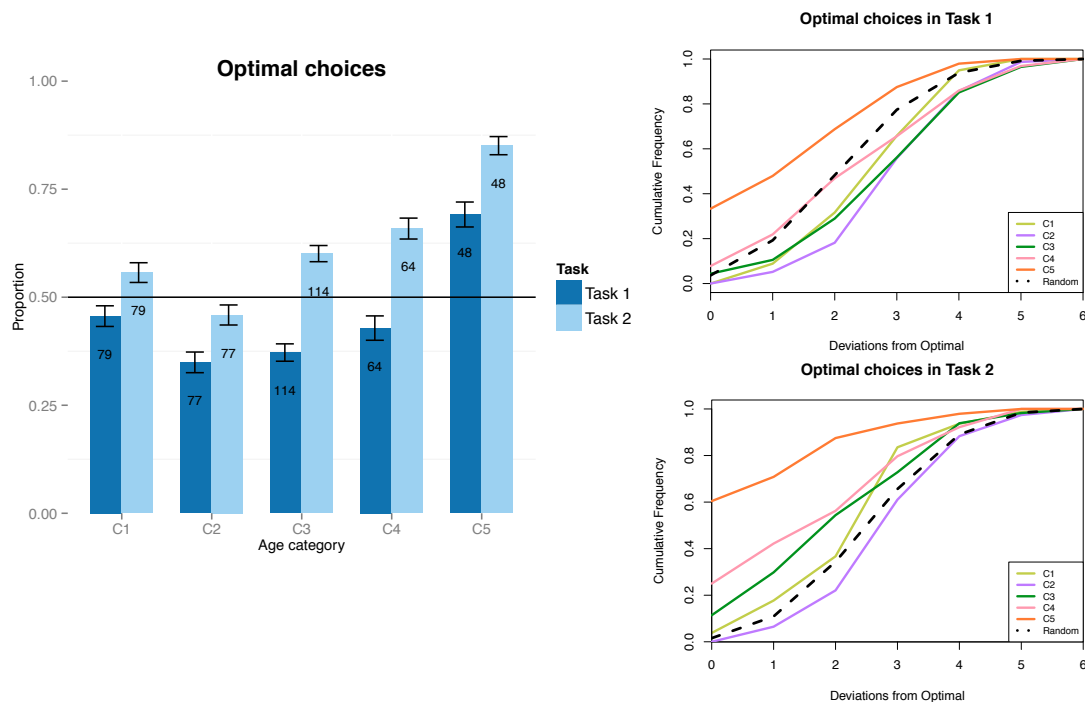 Optimal choices
Proportion
1.00
0.75
0.50
0.25
0.00
79
79
77
77
114
114
64
64
48
48
C1
C2
C3
C4
C5
Age category
Task
Task 1
Task 2
Optimal choices in Task 1
Cumulative Frequency
1.0
0.8
0.6
0.4
0.2
0.0
C1
C2
C3
C4
C5
Random
0 1 2 3 4 5 6
Deviations from Optimal
Optimal choices in Task 2
Cumulative Frequency
1.0
0.8
0.6
0.4
0.2
0.0
C1
C2
C3
C4
C5
Random
0 1 2 3 4 5 6
Deviations from Optimal